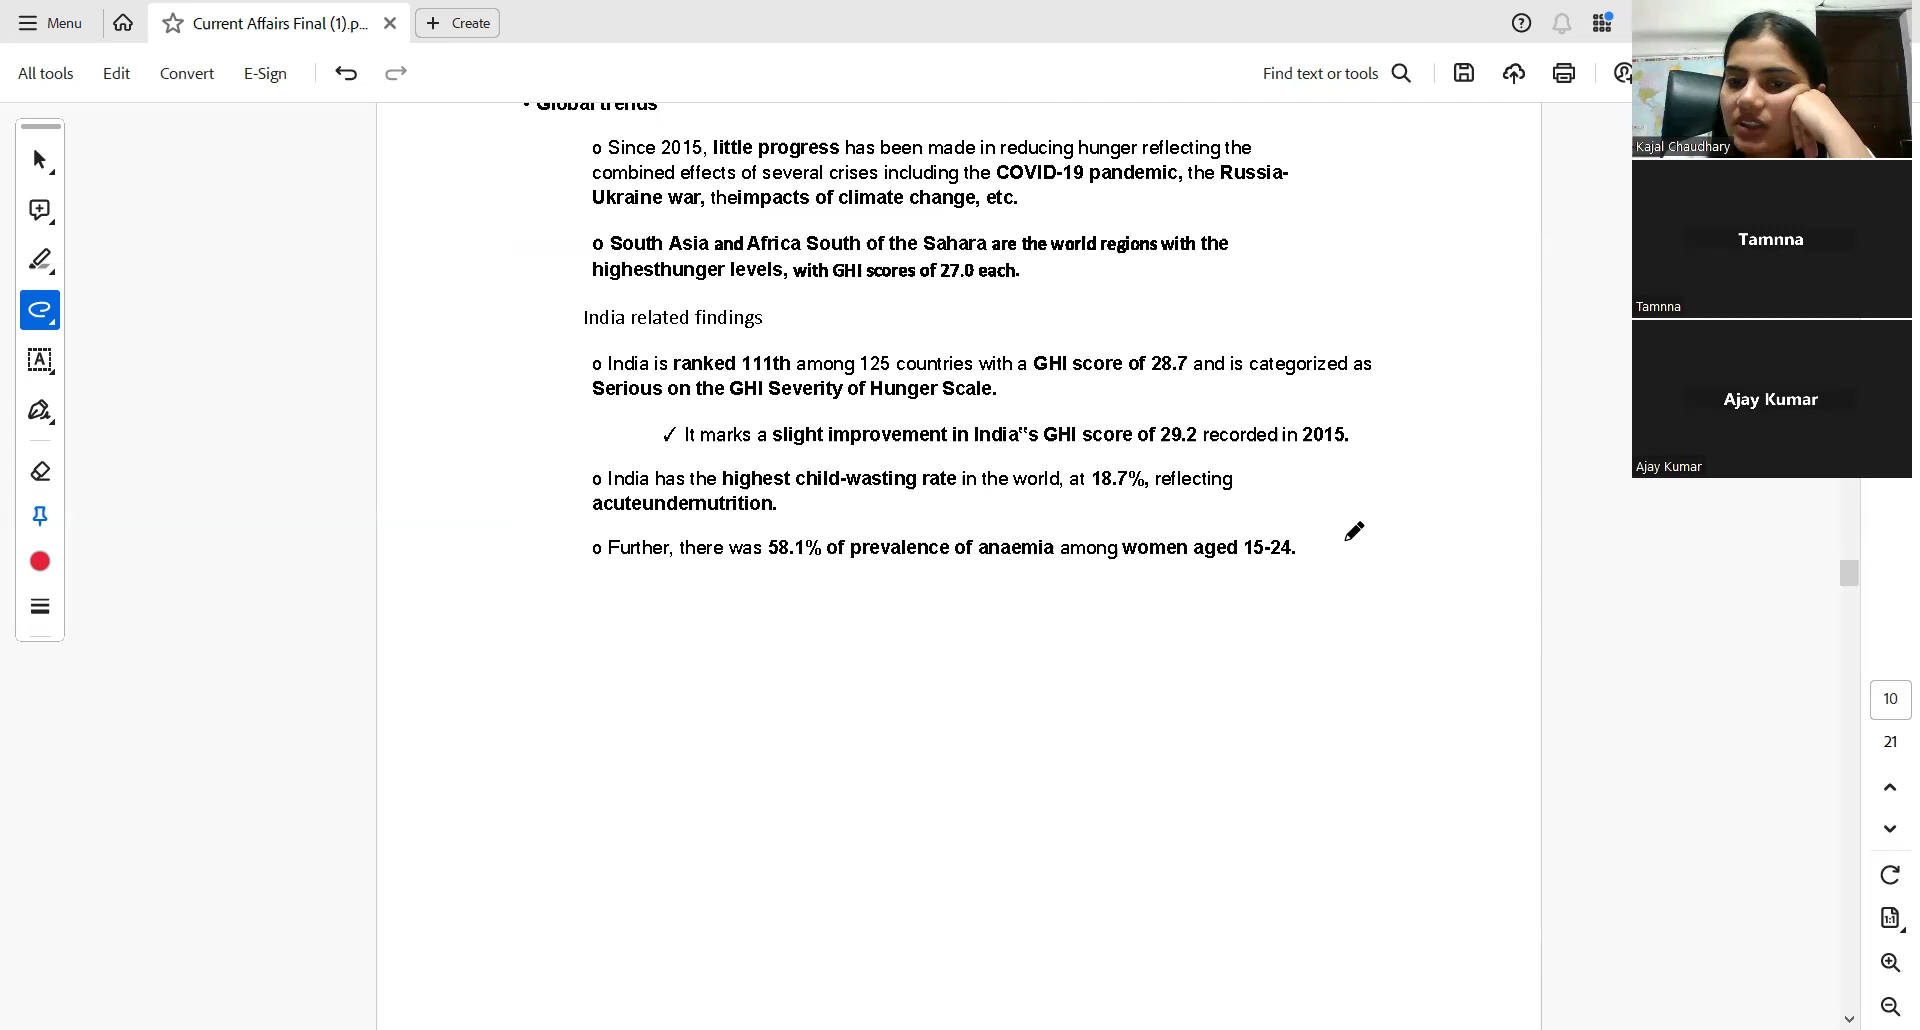 Menu
Current Affairs Final (1).p...
Create
All tools
Edit
Convert
E-Sign
Find text or tools
• Global trends
o Since 2015, little progress has been made in reducing hunger reflecting the
combined effects of several crises including the COVID-19 pandemic, the Russia-
Ukraine war, theimpacts of climate change, etc.
o South Asia and Africa South of the Sahara are the world regions with the
highesthunger levels, with GHI scores of 27.0 each.
India related findings
o India is ranked 111th among 125 countries with a GHI score of 28.7 and is categorized as
Serious on the GHI Severity of Hunger Scale.
✓ It marks a slight improvement in India‟s GHI score of 29.2 recorded in 2015.
o India has the highest child-wasting rate in the world, at 18.7%, reflecting
acuteundernutrition.
o Further, there was 58.1% of prevalence of anaemia among women aged 15-24.
Kajal Chaudhary
Tamnna
Tamnna
Ajay Kumar
Ajay Kumar
10
21